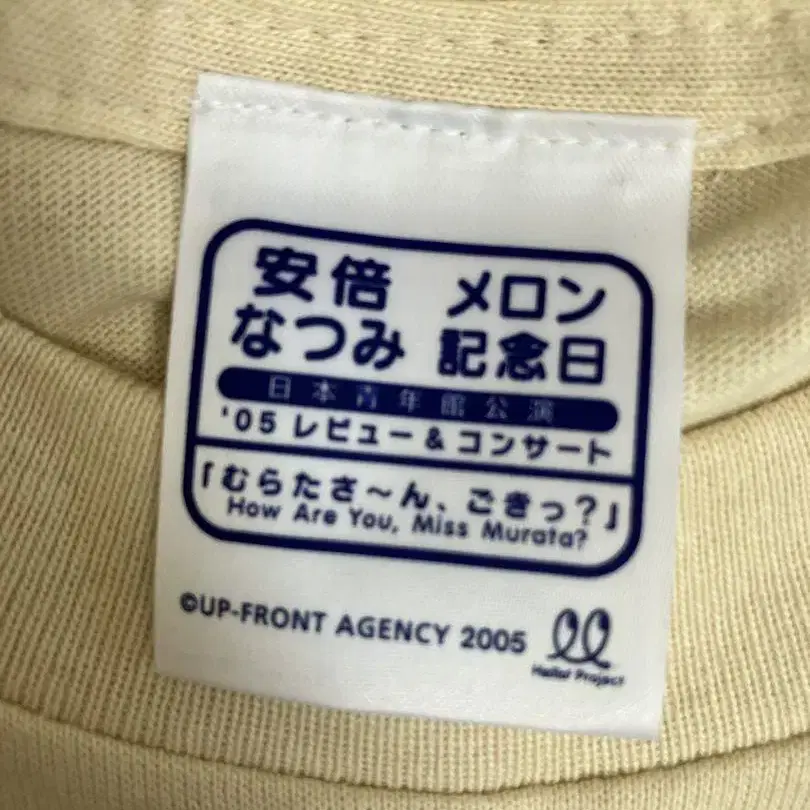 安倍 メロン
なつみ 記念日
日本青年館公演
'05 レビュー & コンサート
「むらたさ〜ん、ごきっ?」
How Are You, Miss Murata?
©UP-FRONT AGENCY 2005
Hello! Project